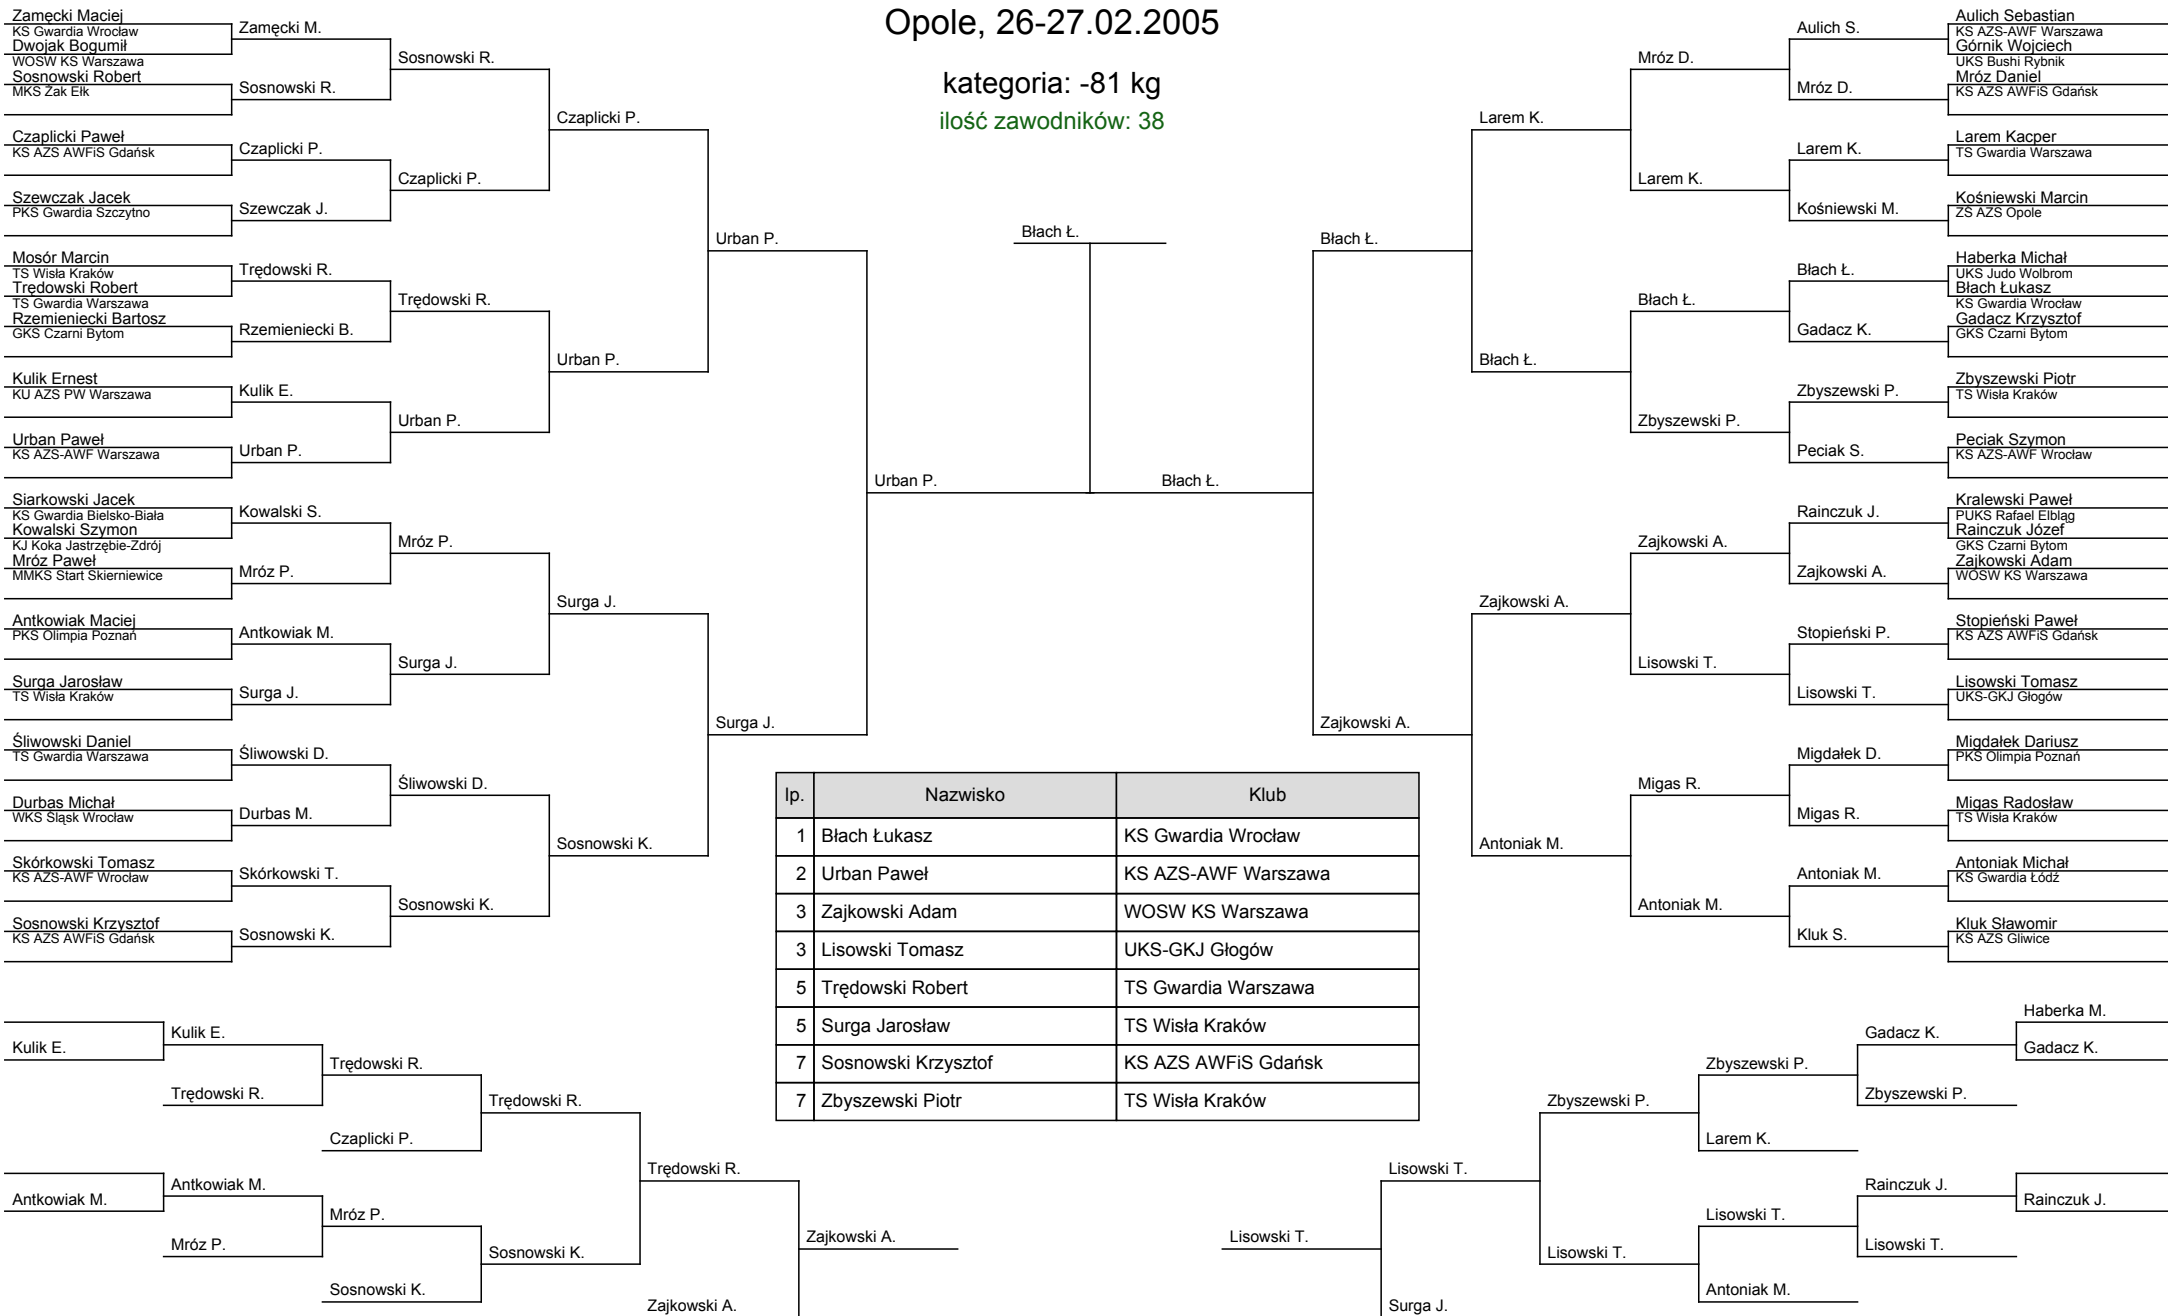 Opole, 26-27.02.2005
kategoria: -81 kg
ilość zawodników: 38
Zamęcki Maciej
KS Gwardia Wrocław
Dwojak Bogumił
WOSW KS Warszawa
Sosnowski Robert
MKS Żak Ełk
Czaplicki Paweł
KS AZS AWFiS Gdańsk
Szewczak Jacek
PKS Gwardia Szczytno
Mosór Marcin
TS Wisła Kraków
Trędowski Robert
TS Gwardia Warszawa
Rzemieniecki Bartosz
GKS Czarni Bytom
Kulik Ernest
KU AZS PW Warszawa
Urban Paweł
KS AZS-AWF Warszawa
Siarkowski Jacek
KS Gwardia Bielsko-Biała
Kowalski Szymon
KJ Koka Jastrzębie-Zdrój
Mróz Paweł
MMKS Start Skierniewice
Antkowiak Maciej
PKS Olimpia Poznań
Surga Jarosław
TS Wisła Kraków
Śliwowski Daniel
TS Gwardia Warszawa
Durbas Michał
WKS Śląsk Wrocław
Skórkowski Tomasz
KS AZS-AWF Wrocław
Sosnowski Krzysztof
KS AZS AWFiS Gdańsk
Zamęcki M.
Sosnowski R.
Czaplicki P.
Szewczak J.
Trędowski R.
Rzemieniecki B.
Kulik E.
Urban P.
Kowalski S.
Mróz P.
Antkowiak M.
Surga J.
Śliwowski D.
Durbas M.
Skórkowski T.
Sosnowski K.
Sosnowski R.
Czaplicki P.
Trędowski R.
Urban P.
Mróz P.
Surga J.
Śliwowski D.
Sosnowski K.
Czaplicki P.
Urban P.
Surga J.
Sosnowski K.
Urban P.
Surga J.
Urban P.
Błach Ł.
Błach Ł.
Błach Ł.
Zajkowski A.
Larem K.
Błach Ł.
Zajkowski A.
Antoniak M.
Mróz D.
Larem K.
Błach Ł.
Zbyszewski P.
Zajkowski A.
Lisowski T.
Migas R.
Antoniak M.
Aulich S.
Mróz D.
Larem K.
Kośniewski M.
Błach Ł.
Gadacz K.
Zbyszewski P.
Peciak S.
Rainczuk J.
Zajkowski A.
Stopieński P.
Lisowski T.
Migdałek D.
Migas R.
Antoniak M.
Kluk S.
Aulich Sebastian
KS AZS-AWF Warszawa
Górnik Wojciech
UKS Bushi Rybnik
Mróz Daniel
KS AZS AWFiS Gdańsk
Larem Kacper
TS Gwardia Warszawa
Kośniewski Marcin
ZS AZS Opole
Haberka Michał
UKS Judo Wolbrom
Błach Łukasz
KS Gwardia Wrocław
Gadacz Krzysztof
GKS Czarni Bytom
Zbyszewski Piotr
TS Wisła Kraków
Peciak Szymon
KS AZS-AWF Wrocław
Kralewski Paweł
PUKS Rafael Elbląg
Rainczuk Józef
GKS Czarni Bytom
Zajkowski Adam
WOSW KS Warszawa
Stopieński Paweł
KS AZS AWFiS Gdańsk
Lisowski Tomasz
UKS-GKJ Głogów
Migdałek Dariusz
PKS Olimpia Poznań
Migas Radosław
TS Wisła Kraków
Antoniak Michał
KS Gwardia Łódź
Kluk Sławomir
KS AZS Gliwice
lp. Nazwisko Klub
1 Błach Łukasz KS Gwardia Wrocław
2 Urban Paweł KS AZS-AWF Warszawa
3 Zajkowski Adam WOSW KS Warszawa
3 Lisowski Tomasz UKS-GKJ Głogów
5 Trędowski Robert TS Gwardia Warszawa
5 Surga Jarosław TS Wisła Kraków
7 Sosnowski Krzysztof KS AZS AWFiS Gdańsk
7 Zbyszewski Piotr TS Wisła Kraków
Kulik E.
Antkowiak M.
Kulik E.
Trędowski R.
Antkowiak M.
Mróz P.
Trędowski R.
Czaplicki P.
Mróz P.
Sosnowski K.
Trędowski R.
Sosnowski K.
Trędowski R.
Zajkowski A.
Zajkowski A.
Lisowski T.
Lisowski T.
Surga J.
Zbyszewski P.
Lisowski T.
Zbyszewski P.
Larem K.
Lisowski T.
Antoniak M.
Gadacz K.
Zbyszewski P.
Rainczuk J.
Lisowski T.
Haberka M.
Gadacz K.
Rainczuk J.